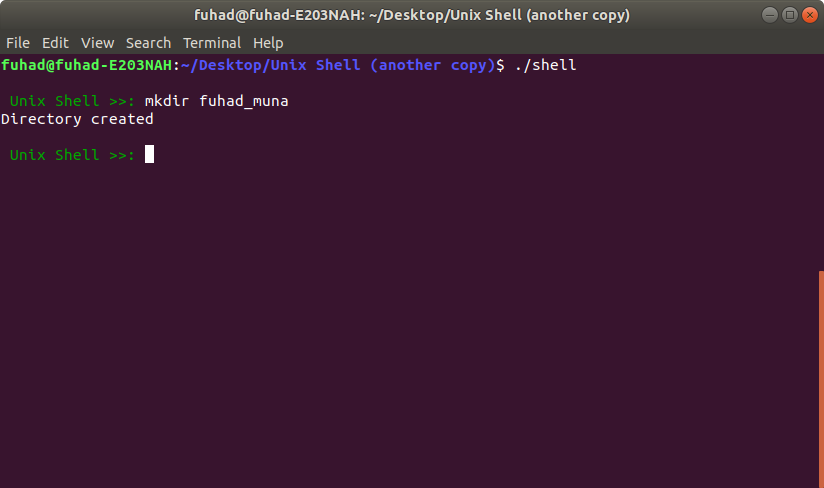 fuhad@fuhad-E203NAH: ~/Desktop/Unix Shell (another copy)
File Edit View Search Terminal Help
fuhad@fuhad-E203NAH:~/Desktop/Unix Shell (another copy)$ ./shell
Unix Shell >>: mkdir fuhad_muna
Directory created
Unix Shell >>: